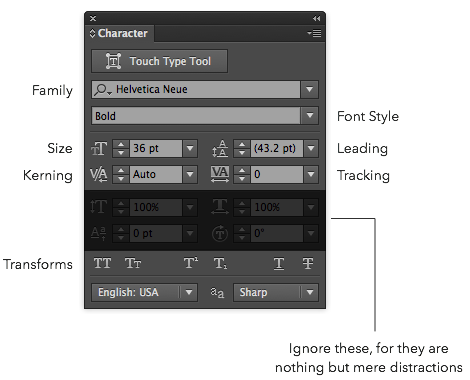 Character
Touch Type Tool
Family
Helvetica Neue
Bold
Font Style
Size
36 pt
(43.2 pt)
Leading
Kerning
Auto
0
Tracking
100%
100%
0 pt
0°
Transforms
TT Tt T¹ T₁ T T
English: USA
aa
Sharp
Ignore these, for they are
nothing but mere distractions